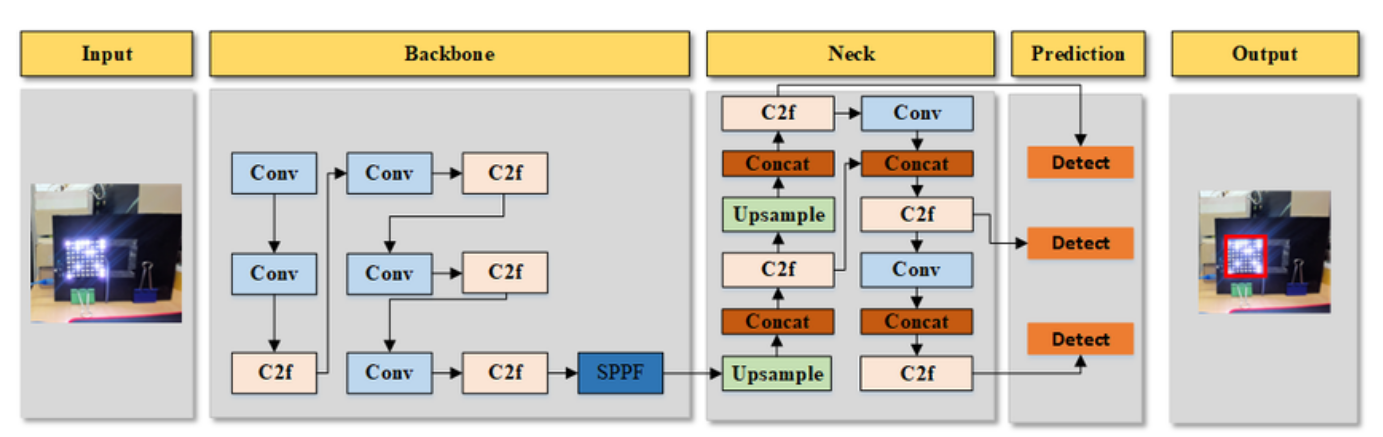 Input
Backbone
Neck
Prediction
Output
Conv
Conv
C2f
Conv
C2f
Conv
C2f
Conv
C2f
SPPF
C2f
Concat
Upsample
C2f
Concat
Upsample
Conv
Concat
C2f
Conv
Concat
C2f
Detect
Detect
Detect